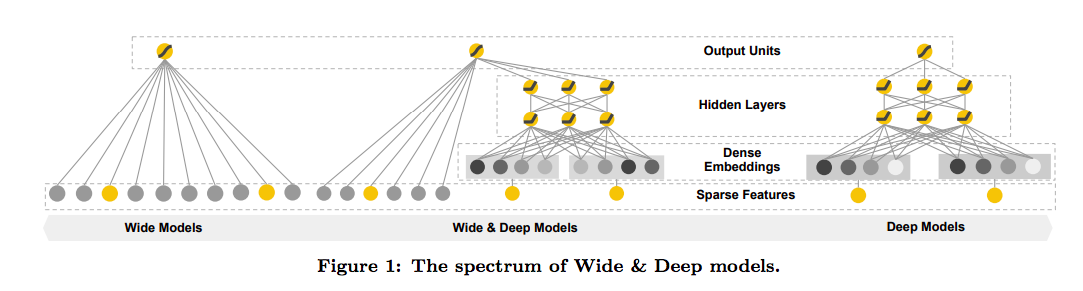 Output Units
Hidden Layers
Dense
Embeddings
Sparse Features
Wide Models
Wide & Deep Models
Deep Models
Figure 1: The spectrum of Wide & Deep models.